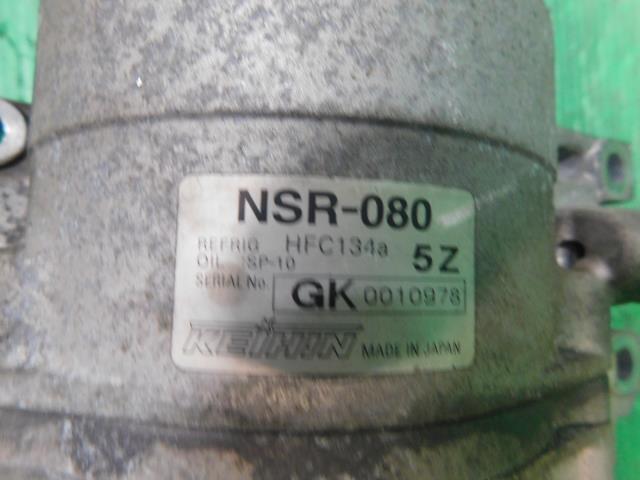 NSR-080
REFRIG HFC134a
OIL SP-10 5Z
SERIAL No. GK 0010978
KEIHIN MADE IN JAPAN